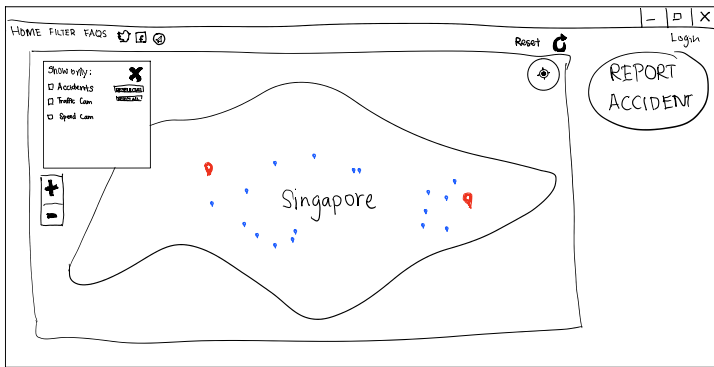 HOME FILTER FAQS
Reset
Login
Show only:
Accidents
Traffic Cam
Speed Cam
REPORT
ACCIDENT
+
-
Singapore